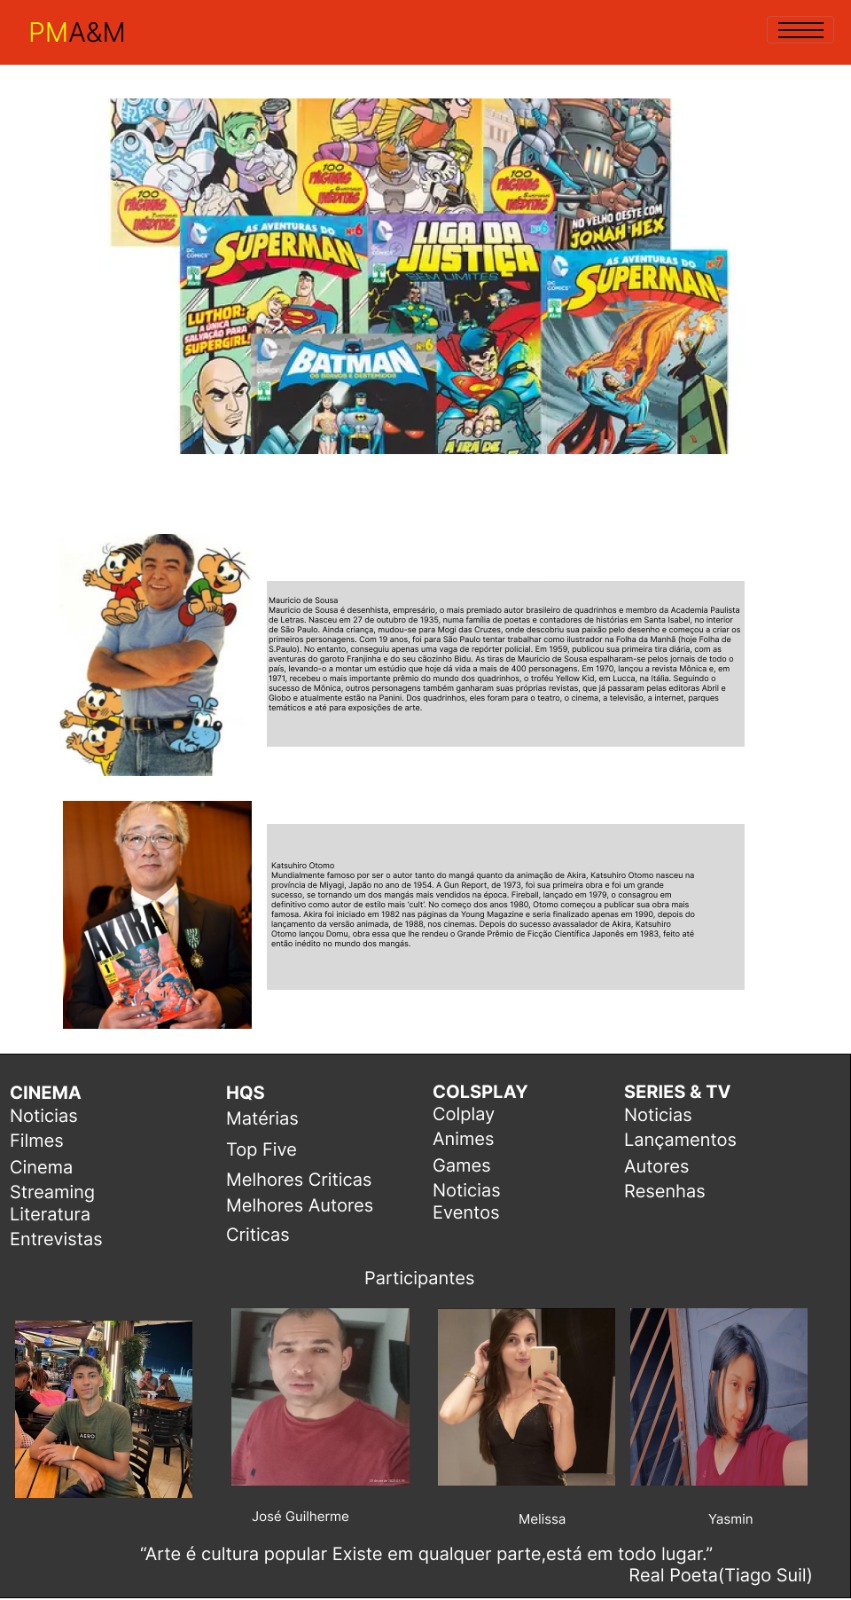 PMA&M
100
PÁGINAS
INÉDITAS
100
PÁGINAS
INÉDITAS
100
PÁGINAS
INÉDITAS
NO VELHO OESTE COM
JONAH HEX
DC
COMICS
AS AVENTURAS DO
Nº6
SUPERMAN
Abril
LUTHOR:
A ÚNICA
SALVAÇÃO PARA
SUPERGIRL!
LIGA DA
JUSTIÇA
SEM LIMITES
Nº6
Abril
A IRA DE
DC
COMICS
AS AVENTURAS DO
Nº7
SUPERMAN
Abril
Nº6
BATMAN
OS BRAVOS E DESTEMIDOS
Abril
Mauricio de Sousa
Mauricio de Sousa é desenhista, empresário, o mais premiado autor brasileiro de quadrinhos e membro da Academia Paulista
de Letras. Nasceu em 27 de outubro de 1935, numa família de poetas e contadores de histórias em Santa Isabel, no interior
de São Paulo. Ainda criança, mudou-se para Mogi das Cruzes, onde descobriu sua paixão pelo desenho e começou a criar os
primeiros personagens. Com 19 anos, foi para São Paulo tentar trabalhar como ilustrador na Folha da Manhã (hoje Folha de
S.Paulo). No entanto, conseguiu apenas uma vaga de repórter policial. Em 1959, publicou sua primeira tira diária, com as
aventuras do garoto Franjinha e do seu cãozinho Bidu. As tiras de Mauricio de Sousa espalharam-se pelos jornais de todo o
país, levando-o a montar um estúdio que hoje dá vida a mais de 400 personagens. Em 1970, lançou a revista Mônica e, em
1971, recebeu o mais importante prêmio do mundo dos quadrinhos, o troféu Yellow Kid, em Lucca, na Itália. Seguindo o
sucesso de Mônica, outros personagens também ganharam suas próprias revistas, que já passaram pelas editoras Abril e
Globo e atualmente estão na Panini. Dos quadrinhos, eles foram para o teatro, o cinema, a televisão, a internet, parques
temáticos e até para exposições de arte.
AKIRA
1
Katsuhiro Otomo
Mundialmente famoso por ser o autor tanto do mangá quanto da animação de Akira, Katsuhiro Otomo nasceu na
província de Miyagi, Japão no ano de 1954. A Gun Report, de 1973, foi sua primeira obra e foi um grande
sucesso, se tornando um dos mangás mais vendidos na época. Fireball, lançado em 1979, o consagrou em
definitivo como autor de estilo mais 'cult'. No começo dos anos 1980, Otomo começou a publicar sua obra mais
famosa. Akira foi iniciado em 1982 nas páginas da Young Magazine e seria finalizado apenas em 1990, depois do
lançamento da versão animada, de 1988, nos cinemas. Depois do sucesso avassalador de Akira, Katsuhiro
Otomo lançou Domu, obra essa que lhe rendeu o Grande Prêmio de Ficção Científica Japonês em 1983, feito até
então inédito no mundo dos mangás.
CINEMA
Noticias
Filmes
Cinema
Streaming
Literatura
Entrevistas
HQS
Matérias
Top Five
Melhores Criticas
Melhores Autores
Criticas
COLSPLAY
Colplay
Animes
Games
Noticias
Eventos
SERIES & TV
Noticias
Lançamentos
Autores
Resenhas
Participantes
AERO
José Guilherme
Melissa
Yasmin
“Arte é cultura popular Existe em qualquer parte,está em todo lugar.”
Real Poeta(Tiago Suil)